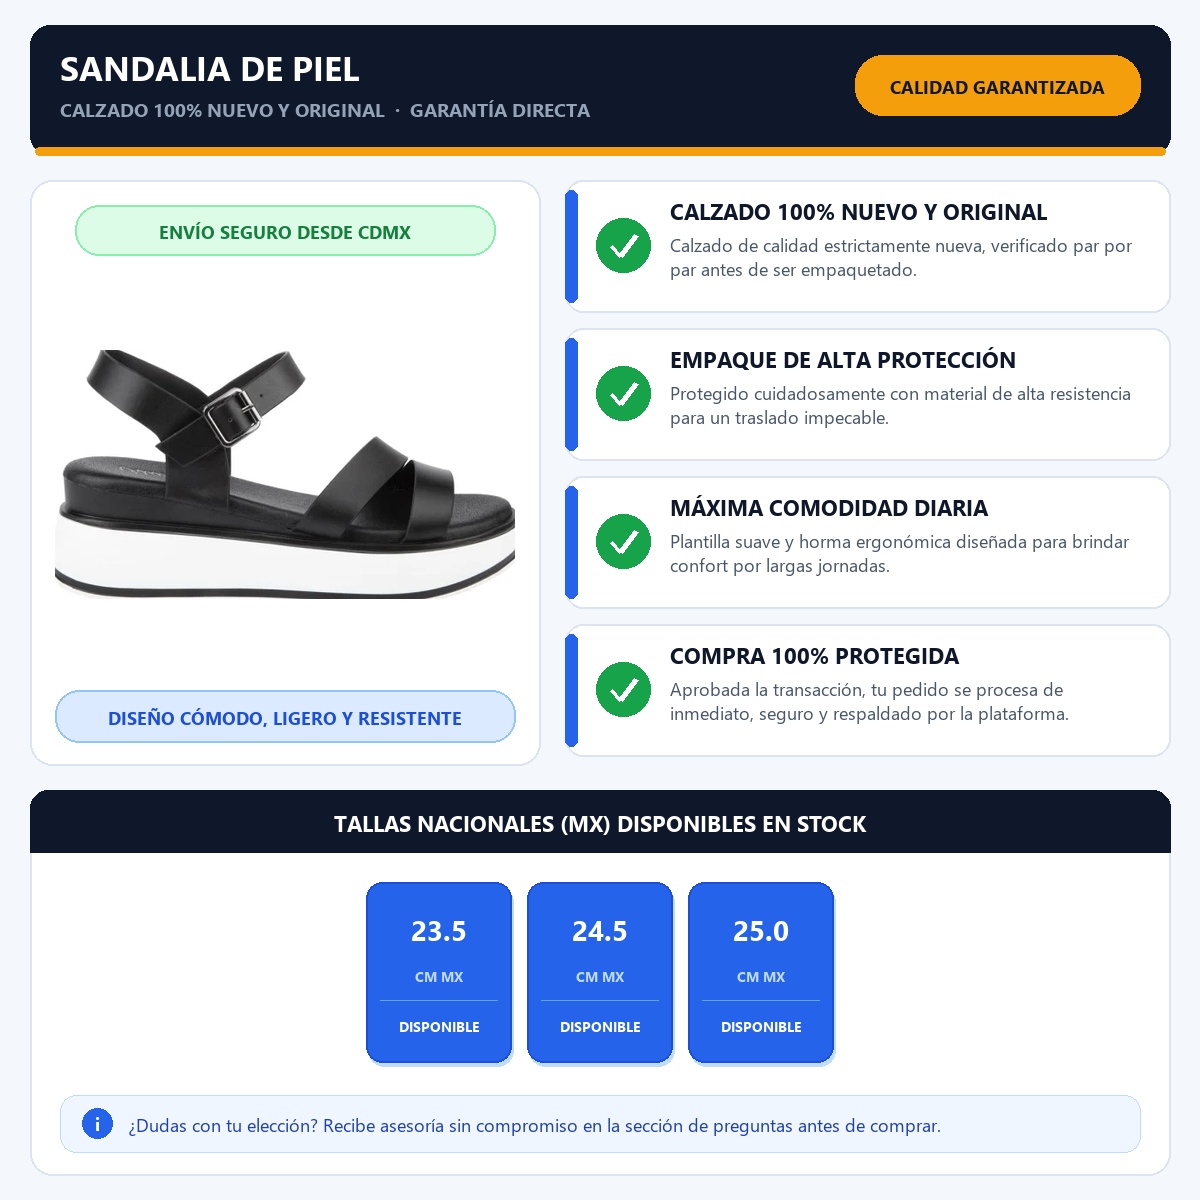 SANDALIA DE PIEL
CALZADO 100% NUEVO Y ORIGINAL · GARANTÍA DIRECTA
CALIDAD GARANTIZADA
ENVÍO SEGURO DESDE CDMX
DISEÑO CÓMODO, LIGERO Y RESISTENTE
CALZADO 100% NUEVO Y ORIGINAL
Calzado de calidad estrictamente nueva, verificado par por
par antes de ser empaquetado.
EMPAQUE DE ALTA PROTECCIÓN
Protegido cuidadosamente con material de alta resistencia
para un traslado impecable.
MÁXIMA COMODIDAD DIARIA
Plantilla suave y horma ergonómica diseñada para brindar
confort por largas jornadas.
COMPRA 100% PROTEGIDA
Aprobada la transacción, tu pedido se procesa de
inmediato, seguro y respaldado por la plataforma.
TALLAS NACIONALES (MX) DISPONIBLES EN STOCK
23.5
CM MX
DISPONIBLE
24.5
CM MX
DISPONIBLE
25.0
CM MX
DISPONIBLE
¿Dudas con tu elección? Recibe asesoría sin compromiso en la sección de preguntas antes de comprar.